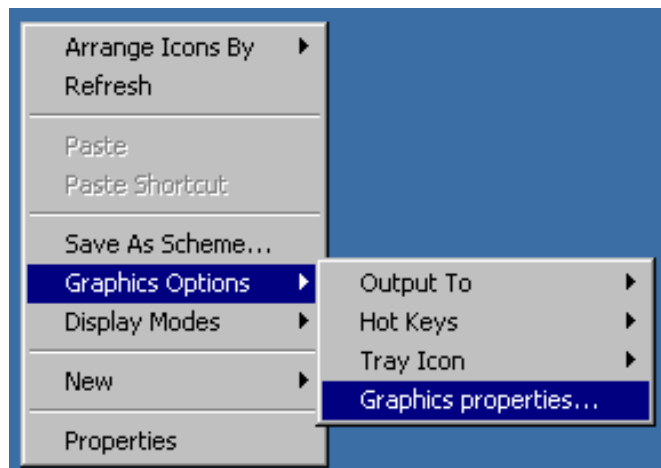 Arrange Icons By
Refresh
Paste
Paste Shortcut
Save As Scheme...
Graphics Options
Display Modes
New
Properties
Output To
Hot Keys
Tray Icon
Graphics properties...